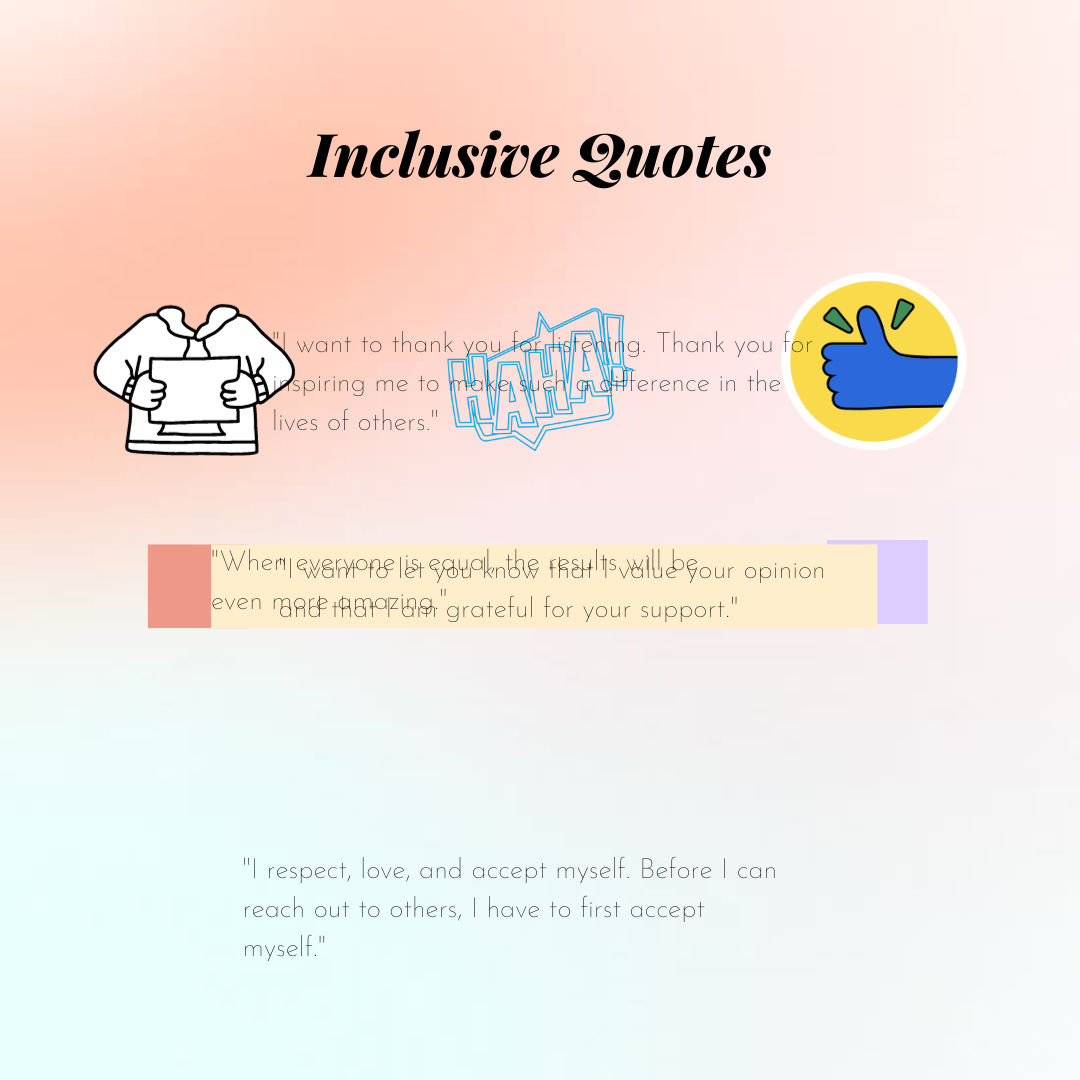 Inclusive Quotes
"I want to thank you for listening. Thank you for
inspiring me to make such a difference in the
lives of others."
HAHA!
"When everyone is equal, the results will be
even more amazing."
"I want to let you know that I value your opinion
and that I am grateful for your support."
"I respect, love, and accept myself. Before I can
reach out to others, I have to first accept
myself."